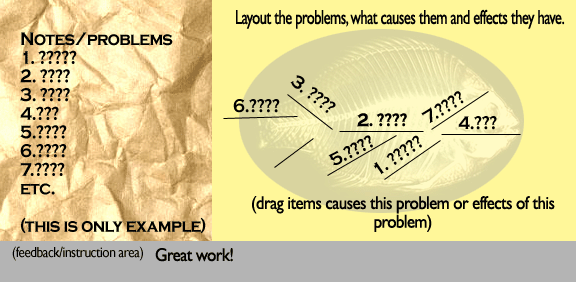 NOTES/PROBLEMS
1. ?????
2. ????
3. ????
4.???
5.????
6.????
7.????
ETC.
(THIS IS ONLY EXAMPLE)
Layout the problems, what causes them and effects they have.
3. ????
6.????
2. ????
7.????
4.???
5.????
1. ?????
(drag items causes this problem or effects of this
problem)
(feedback/instruction area) Great work!